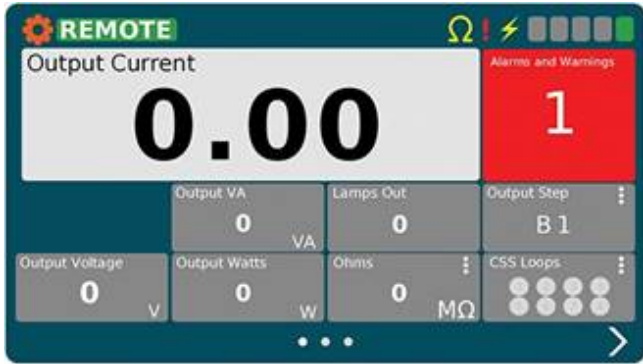 REMOTE
Ω ! 
Output Current
0.00
Alarms and Warnings
1
Output VA
0
VA
Lamps Out
0
Output Step
B 1
Output Voltage
0
V
Output Watts
0
W
Ohms
0
MΩ
CSS Loops